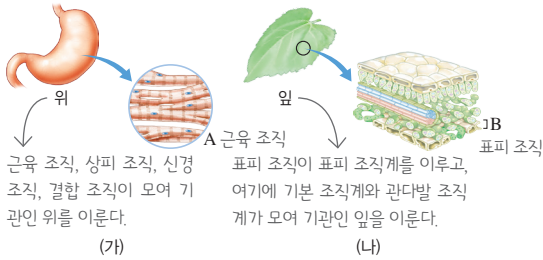 위
A 근육 조직
근육 조직, 상피 조직, 신경
조직, 결합 조직이 모여 기
관인 위를 이룬다.
(가)
잎
B
표피 조직
표피 조직이 표피 조직계를 이루고,
여기에 기본 조직계와 관다발 조직
계가 모여 기관인 잎을 이룬다.
(나)